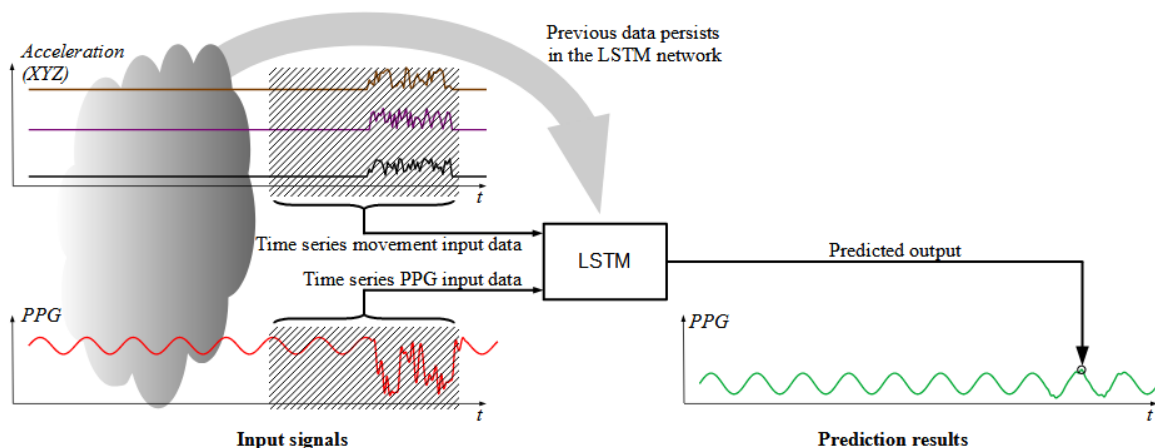 Previous data persists
in the LSTM network
Acceleration
(XYZ)
t
Time series movement input data
LSTM
Predicted output
Time series PPG input data
PPG
t
PPG
t
Input signals
Prediction results